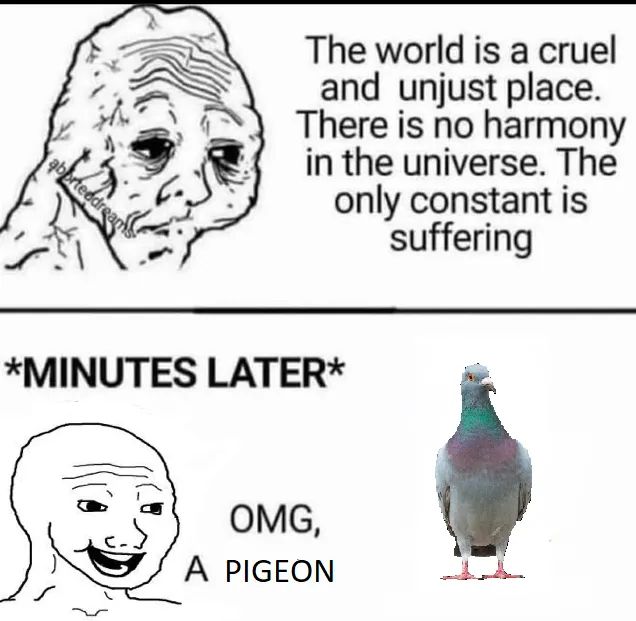 The world is a cruel
and unjust place.
There is no harmony
in the universe. The
only constant is
suffering
aborteddreams
*MINUTES LATER*
OMG,
A PIGEON